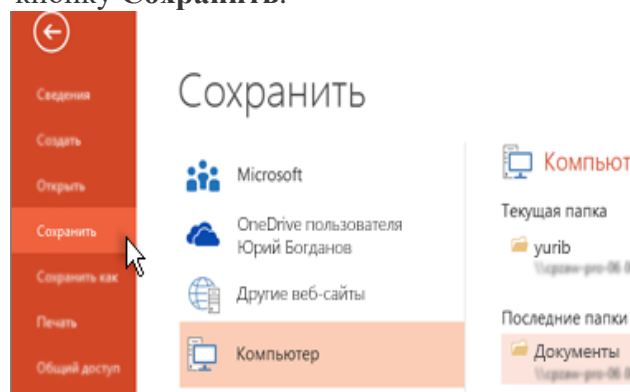 кнопку Сохранить.
Сведения
Создать
Открыть
Сохранить
Сохранить как
Печать
Общий доступ
Сохранить
Microsoft
OneDrive пользователя
Юрий Богданов
Другие веб-сайты
Компьютер
Компьют
Текущая папка
yurib
Последние папки
Документы